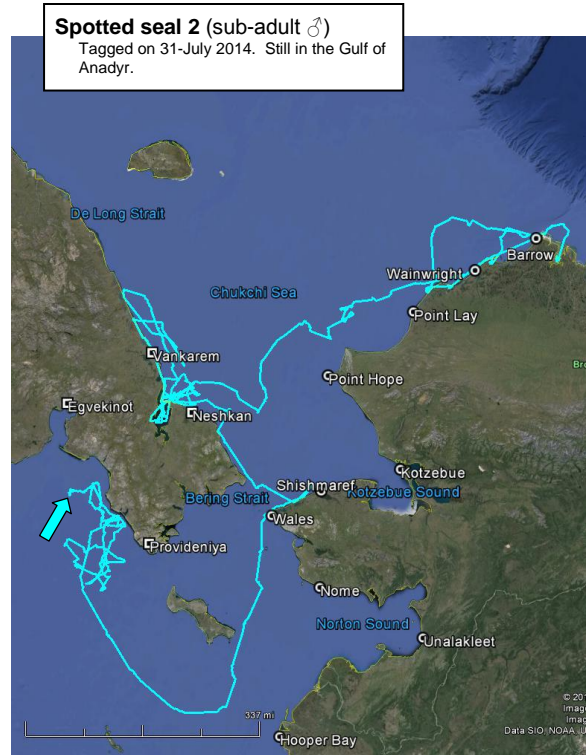 Spotted seal 2 (sub-adult ♂)
Tagged on 31-July 2014.  Still in the Gulf of
Anadyr.
De Long Strait
Barrow
Wainwright
Chukchi Sea
Point Lay
Vankarem
Point Hope
Egvekinot
Neshkan
Kotzebue
Shishmaref
Kotzebue Sound
Bering Strait
Wales
Provideniya
Nome
Norton Sound
Unalakleet
337 mi
Hooper Bay
Data SIO, NOAA